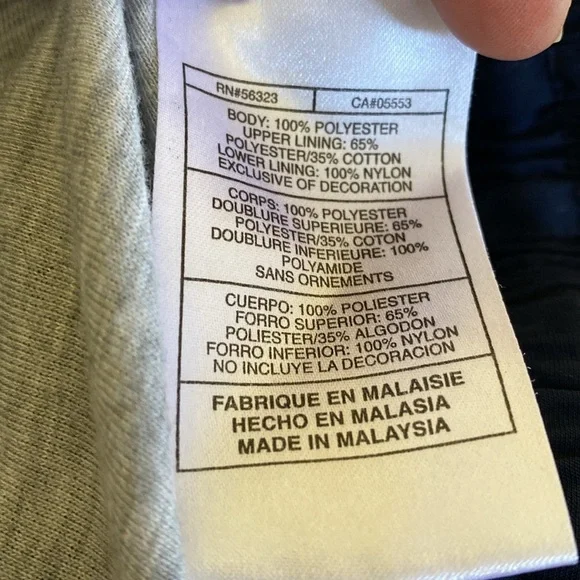 RN#56323 CA#05553
BODY: 100% POLYESTER
UPPER LINING: 65%
POLYESTER/35% COTTON
LOWER LINING: 100% NYLON
EXCLUSIVE OF DECORATION
CORPS: 100% POLYESTER
DOUBLURE SUPERIEURE: 65%
POLYESTER/35% COTON
DOUBLURE INFERIEURE: 100%
POLYAMIDE
SANS ORNEMENTS
CUERPO: 100% POLIESTER
FORRO SUPERIOR: 65%
POLIESTER/35% ALGODON
FORRO INFERIOR: 100% NYLON
NO INCLUYE LA DECORACION
FABRIQUE EN MALAISIE
HECHO EN MALASIA
MADE IN MALAYSIA